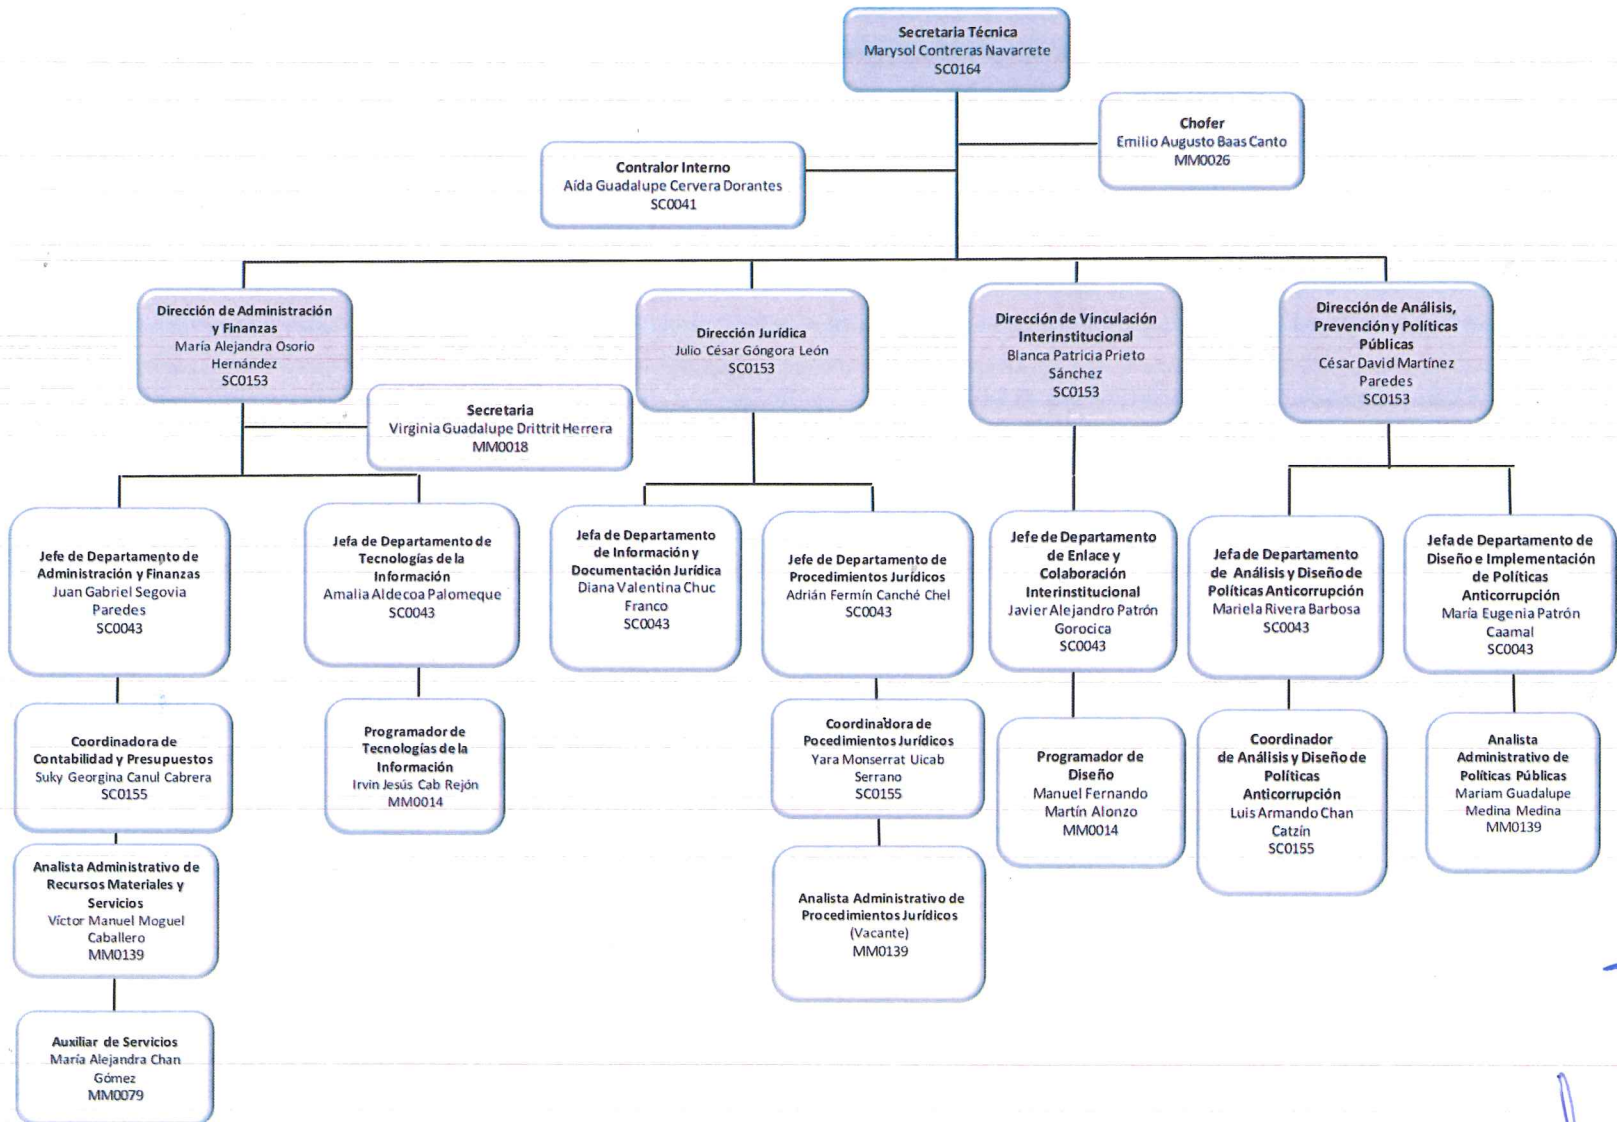 Secretaria Técnica
Marysol Contreras Navarrete
SC0164
Chofer
Emilio Augusto Baas Canto
MM0026
Contralor Interno
Aída Guadalupe Cervera Dorantes
SC0041
Dirección de Administración
y Finanzas
María Alejandra Osorio
Hernández
SC0153
Dirección Jurídica
Julio César Góngora León
SC0153
Dirección de Vinculación
Interinstitucional
Blanca Patricia Prieto
Sánchez
SC0153
Dirección de Análisis,
Prevención y Políticas
Públicas
César David Martínez
Paredes
SC0153
Secretaria
Virginia Guadalupe Drittrit Herrera
MM0018
Jefe de Departamento de
Administración y Finanzas
Juan Gabriel Segovia
Paredes
SC0043
Jefa de Departamento de
Tecnologías de la
Información
Amalia Aldecoa Palomeque
SC0043
Jefa de Departamento
de Información y
Documentación Jurídica
Diana Valentina Chuc
Franco
SC0043
Jefe de Departamento de
Procedimientos Jurídicos
Adrián Fermín Canché Chel
SC0043
Jefe de Departamento
de Enlace y
Colaboración
Interinstitucional
Javier Alejandro Patrón
Gorocica
SC0043
Jefa de Departamento
de Análisis y Diseño de
Políticas Anticorrupción
Mariela Rivera Barbosa
SC0043
Jefa de Departamento de
Diseño e Implementación
de Políticas
Anticorrupción
María Eugenia Patrón
Caamal
SC0043
Coordinadora de
Contabilidad y Presupuestos
Suky Georgina Canul Cabrera
SC0155
Programador de
Tecnologías de la
Información
Irvin Jesús Cab Rejón
MM0014
Coordinadora de
Pocedimientos Jurídicos
Yara Monserrat Uicab
Serrano
SC0155
Programador de
Diseño
Manuel Fernando
Martín Alonzo
MM0014
Coordinador
de Análisis y Diseño de
Políticas
Anticorrupción
Luis Armando Chan
Catzín
SC0155
Analista
Administrativo de
Políticas Públicas
Mariam Guadalupe
Medina Medina
MM0139
Analista Administrativo de
Recursos Materiales y
Servicios
Víctor Manuel Moguel
Caballero
MM0139
Analista Administrativo de
Procedimientos Jurídicos
(Vacante)
MM0139
Auxiliar de Servicios
María Alejandra Chan
Gómez
MM0079